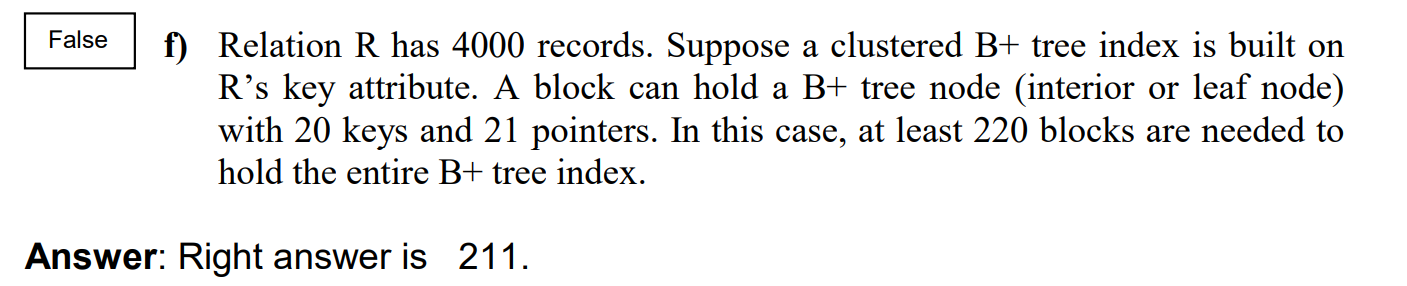 False f) Relation R has 4000 records. Suppose a clustered B+ tree index is built on
R’s key attribute. A block can hold a B+ tree node (interior or leaf node)
with 20 keys and 21 pointers. In this case, at least 220 blocks are needed to
hold the entire B+ tree index.
Answer: Right answer is 211.